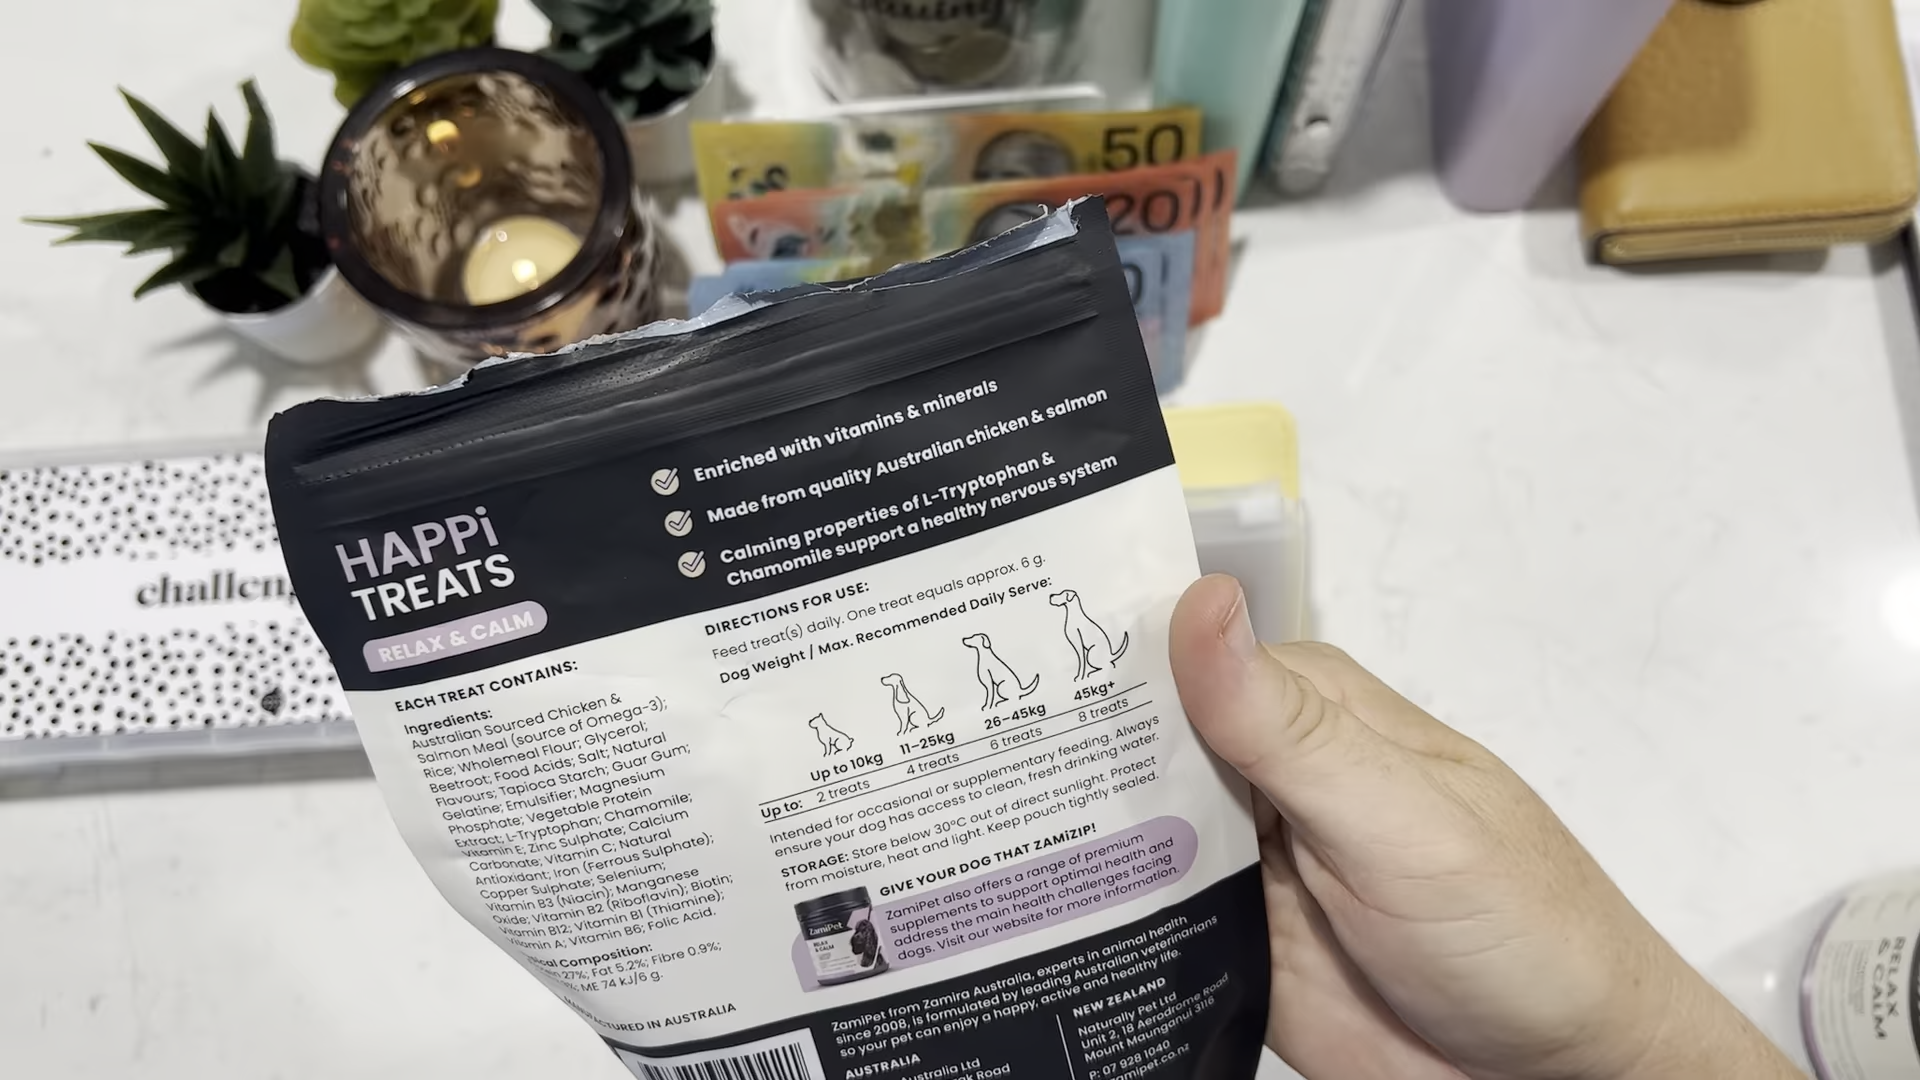 50
20
challen
HAPPi
TREATS
RELAX & CALM
Enriched with vitamins & minerals
Made from quality Australian chicken & salmon
Calming properties of L-Tryptophan &
Chamomile support a healthy nervous system
EACH TREAT CONTAINS:
Ingredients:
Australian Sourced Chicken &
Salmon Meal (source of Omega-3);
Rice; Wholemeal Flour; Glycerol;
Beetroot; Food Acids; Salt; Natural
Flavours; Tapioca Starch; Guar Gum;
Gelatine; Emulsifier; Magnesium
Phosphate; Vegetable Protein
Extract; L-Tryptophan; Chamomile;
Vitamin E; Zinc Sulphate; Calcium
Carbonate; Vitamin C; Natural
Antioxidant; Iron (Ferrous Sulphate);
Copper Sulphate; Selenium;
Vitamin B3 (Niacin); Manganese
Oxide; Vitamin B2 (Riboflavin); Biotin;
Vitamin B12; Vitamin B1 (Thiamine);
Vitamin A; Vitamin B6; Folic Acid.
Composition:
27%; Fat 5.2%; Fibre 0.9%;
ME 74 kJ/6 g.
MANUFACTURED IN AUSTRALIA
DIRECTIONS FOR USE:
Feed treat(s) daily. One treat equals approx. 6 g.
Dog Weight / Max. Recommended Daily Serve:
Up to 10kg 11-25kg 26-45kg 45kg+
Up to: 2 treats 4 treats 6 treats 8 treats
Intended for occasional or supplementary feeding. Always
ensure your dog has access to clean, fresh drinking water.
STORAGE: Store below 30°C out of direct sunlight. Protect
from moisture, heat and light. Keep pouch tightly sealed.
GIVE YOUR DOG THAT ZAMiZIP!
ZamiPet also offers a range of premium
supplements to support optimal health and
address the main health challenges facing
dogs. Visit our website for more information.
ZamiPet
RELAX
& CALM
ZamiPet from Zamira Australia, experts in animal health
since 2008, is formulated by leading Australian veterinarians
so your pet can enjoy a happy, active and healthy life.
AUSTRALIA
Australia Ltd
Road
NEW ZEALAND
Naturally Pet Ltd
Unit 2, 18 Aerodrome Road
Mount Maunganui 3116
P: 07 928 1040
zamipet.co.nz
RELAX
& CALM